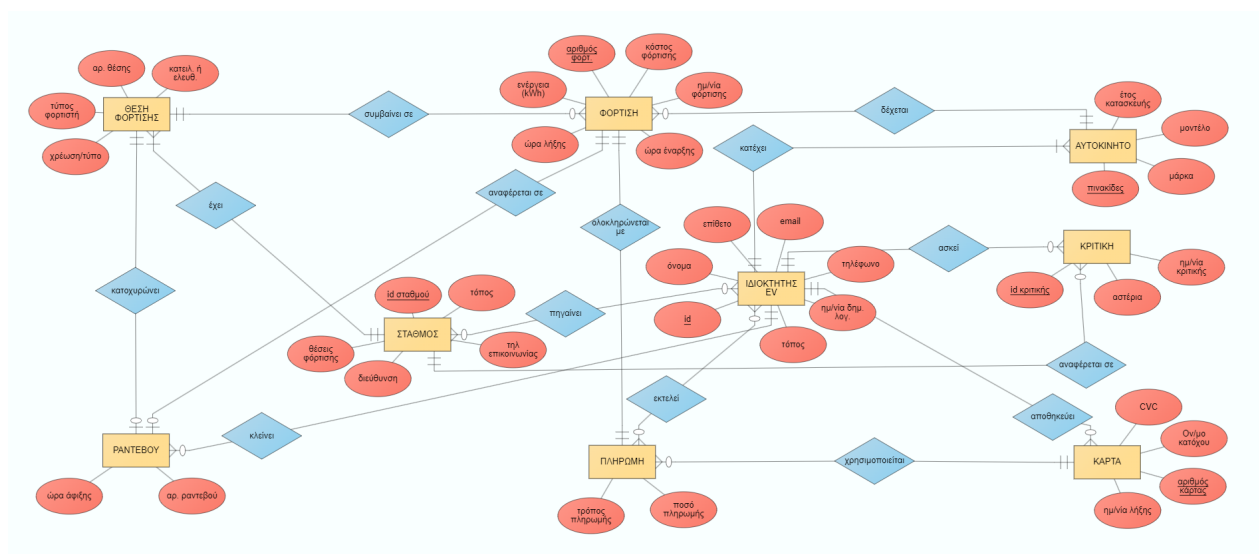 αρ. θέσης
κατειλ. ή
ελευθ.
τύπος
φορτιστή
ΘΕΣΗ
ΦΟΡΤΙΣΗΣ
χρέωση/τύπο
συμβαίνει σε
αριθμός
φορτ.
κόστος
φόρτισης
ενέργεια
(kWh)
ημ/νία
φόρτισης
ΦΟΡΤΙΣΗ
ώρα λήξης
ώρα έναρξης
δέχεται
έτος
κατασκευής
μοντέλο
ΑΥΤΟΚΙΝΗΤΟ
μάρκα
πινακίδες
κατέχει
έχει
αναφέρεται σε
ολοκληρώνεται
με
επίθετο
email
όνομα
τηλέφωνο
ΙΔΙΟΚΤΗΤΗΣ
EV
id
ημ/νία δημ.
λογ.
τόπος
ασκεί
ΚΡΙΤΙΚΗ
ημ/νία
κριτικής
id κριτικής
αστέρια
κατοχυρώνει
id σταθμού
τόπος
ΣΤΑΘΜΟΣ
θέσεις
φόρτισης
τηλ
επικοινωνίας
διεύθυνση
πηγαίνει
αναφέρεται σε
εκτελεί
αποθηκεύει
κλείνει
ΡΑΝΤΕΒΟΥ
ώρα άφιξης
αρ. ραντεβού
ΠΛΗΡΩΜΗ
τρόπος
πληρωμής
ποσό
πληρωμής
χρησιμοποιείται
CVC
Ον/μο
κατόχου
ΚΑΡΤΑ
αριθμός
κάρτας
ημ/νία λήξης